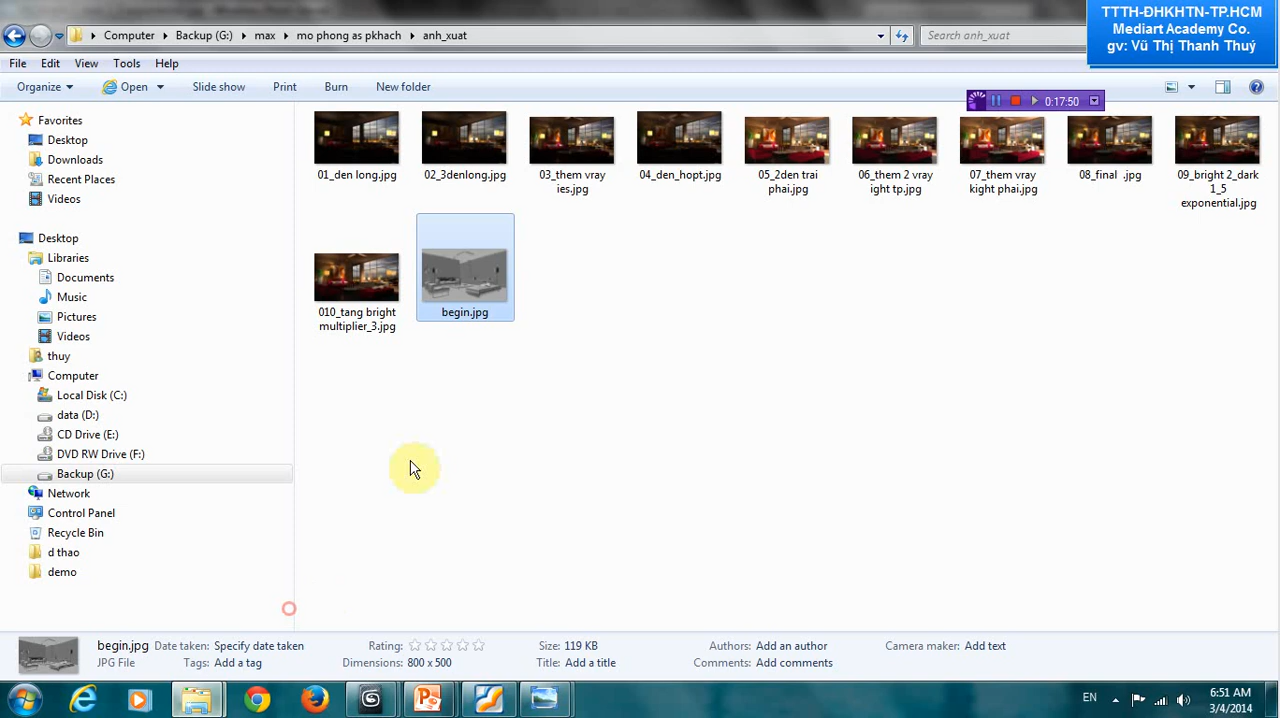 TTTH-ĐHKHTN-TP.HCM
Mediart Academy Co.
gv: Vũ Thị Thanh Thuý
Computer Backup (G:) max mo phong as pkhach anh_xuat
Search anh_xuat
File Edit View Tools Help
Organize Open Slide show Print Burn New folder
0:17:50
Favorites
Desktop
Downloads
Recent Places
Videos
Desktop
Libraries
Documents
Music
Pictures
Videos
thuy
Computer
Local Disk (C:)
data (D:)
CD Drive (E:)
DVD RW Drive (F:)
Backup (G:)
Network
Control Panel
Recycle Bin
d thao
demo
01_den long.jpg
02_3denlong.jpg
03_them vray
ies.jpg
04_den_hopt.jpg
05_2den trai
phai.jpg
06_them 2 vray
ight tp.jpg
07_them vray
kight phai.jpg
08_final .jpg
09_bright 2_dark
1_5
exponential.jpg
010_tang bright
multiplier_3.jpg
begin.jpg
begin.jpg Date taken: Specify date taken Rating: Size: 119 KB Authors: Add an author Camera maker: Add text
JPG File Tags: Add a tag Dimensions: 800 x 500 Title: Add a title Comments: Add comments
EN
6:51 AM
3/4/2014